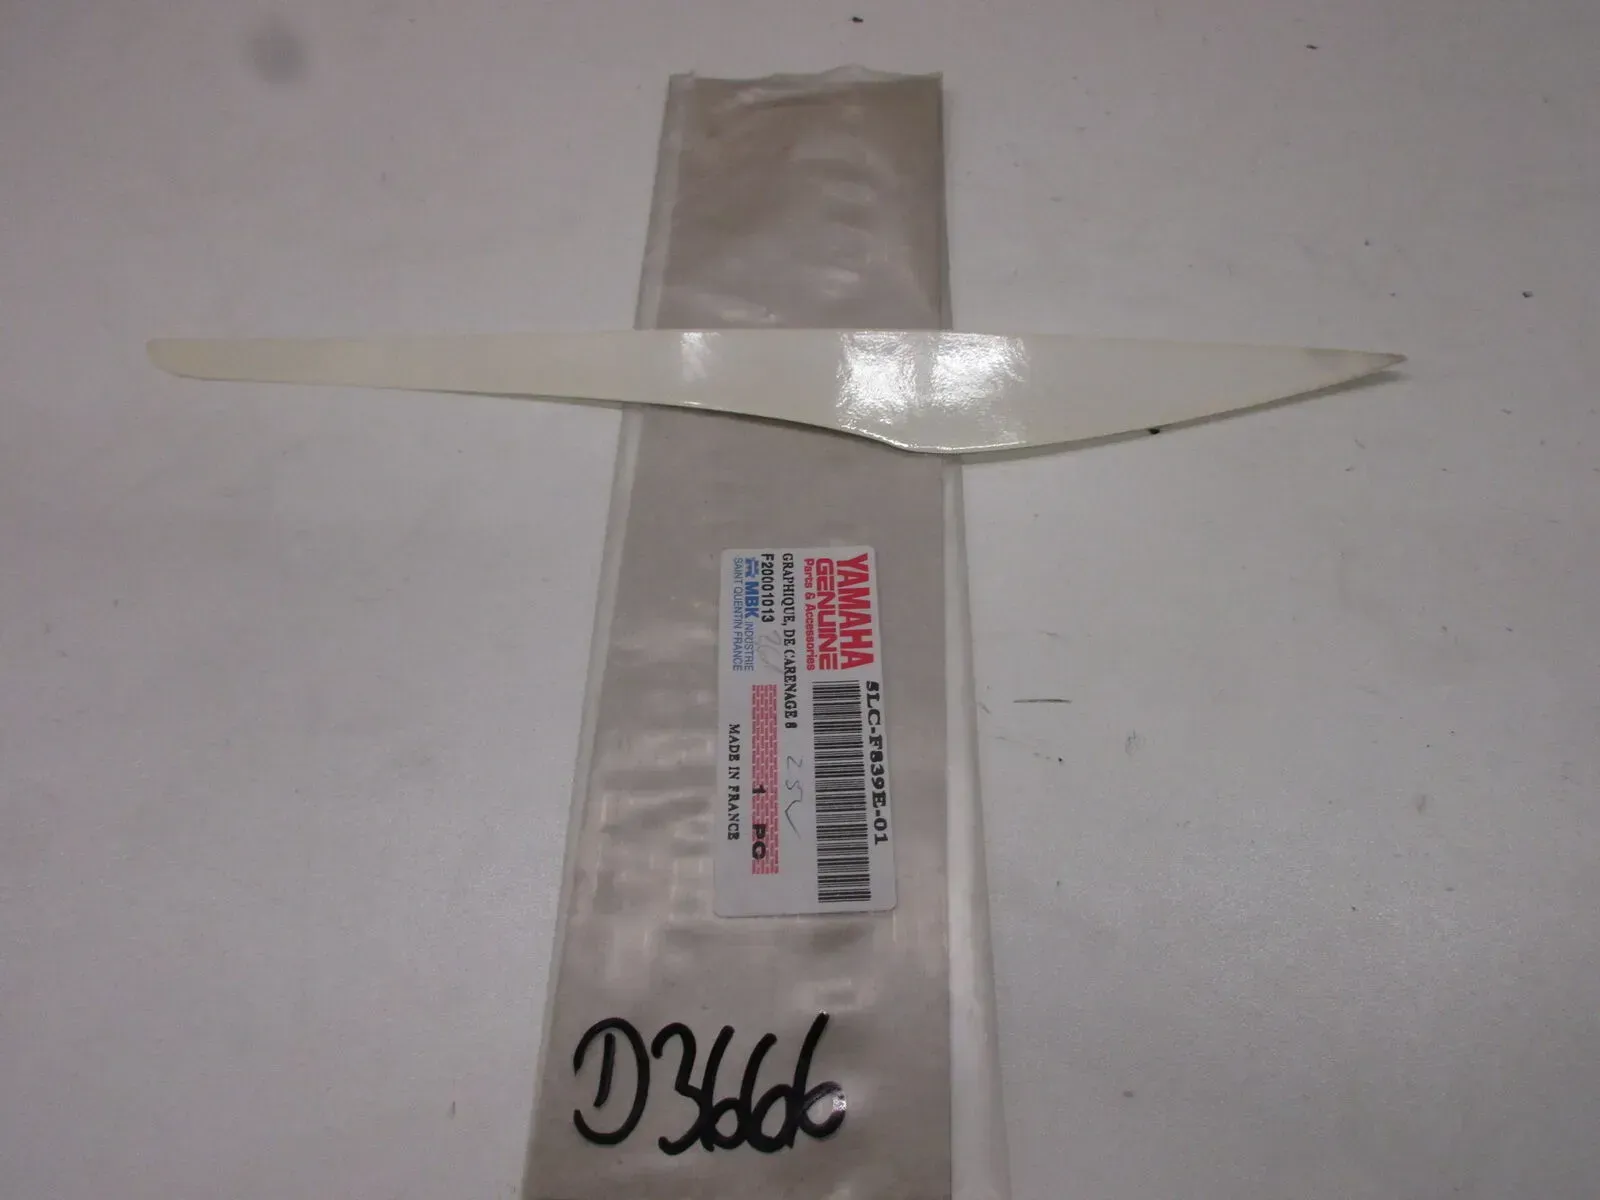 YAMAHA
GENUINE
Parts & Accessories
5LC-F839E-01
GRAPHIQUE, DE CARENAGE 6
F20001013
1 PC
MBK INDUSTRIE
SAINT QUENTIN FRANCE
MADE IN FRANCE
D3666